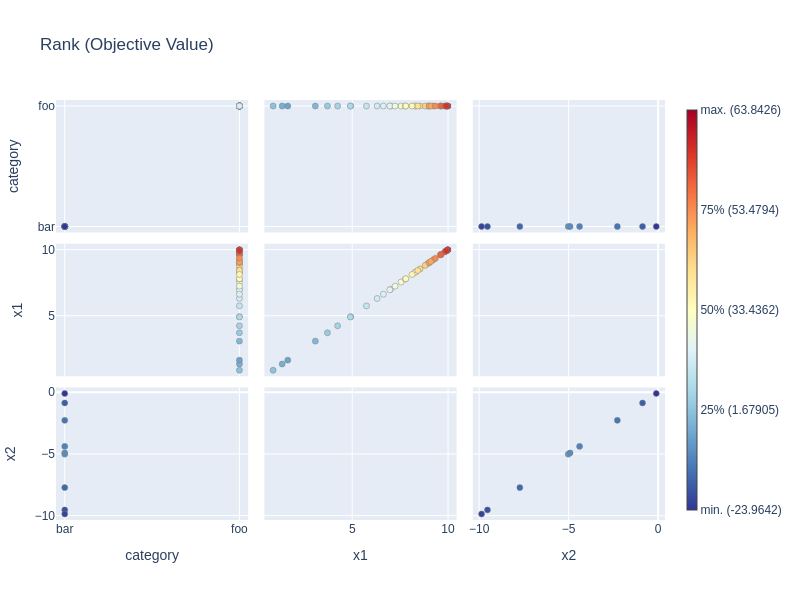 Rank (Objective Value)
foo
bar
category
10
5
x1
0
−5
−10
x2
bar
foo
5
10
−10
−5
0
category
x1
x2
max. (63.8426)
75% (53.4794)
50% (33.4362)
25% (1.67905)
min. (-23.9642)